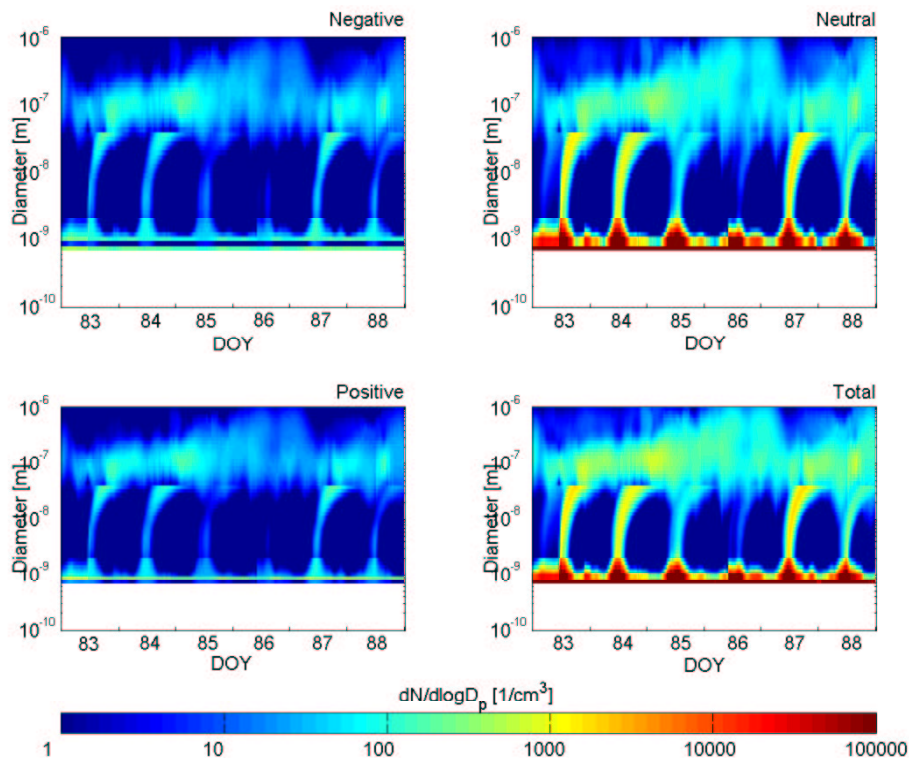 Negative
Neutral
10^-6
10^-7
10^-8
10^-9
10^-10
Diameter [m]
83 84 85 86 87 88
DOY
10^-6
10^-7
10^-8
10^-9
10^-10
Diameter [m]
83 84 85 86 87 88
DOY
Positive
Total
10^-6
10^-7
10^-8
10^-9
10^-10
Diameter [m]
83 84 85 86 87 88
DOY
10^-6
10^-7
10^-8
10^-9
10^-10
Diameter [m]
83 84 85 86 87 88
DOY
dN/dlogD_p [1/cm^3]
1 10 100 1000 10000 100000